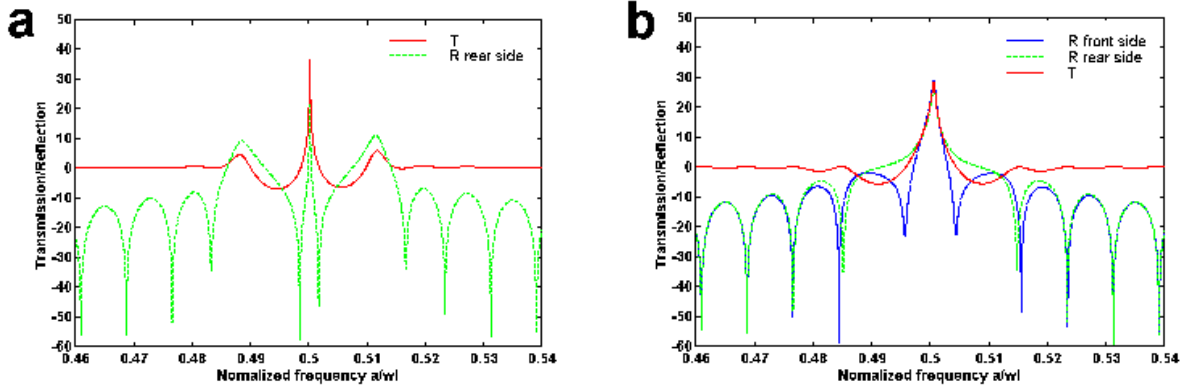 a
50
40
30
20
10
0
-10
-20
-30
-40
-50
-60
Transmission/Reflection
T
R rear side
0.46 0.47 0.48 0.49 0.5 0.51 0.52 0.53 0.54
Nomalized frequency a/wl
b
50
40
30
20
10
0
-10
-20
-30
-40
-50
-60
Transmission/Reflection
R front side
R rear side
T
0.46 0.47 0.48 0.49 0.5 0.51 0.52 0.53 0.54
Nomalized frequency a/wl